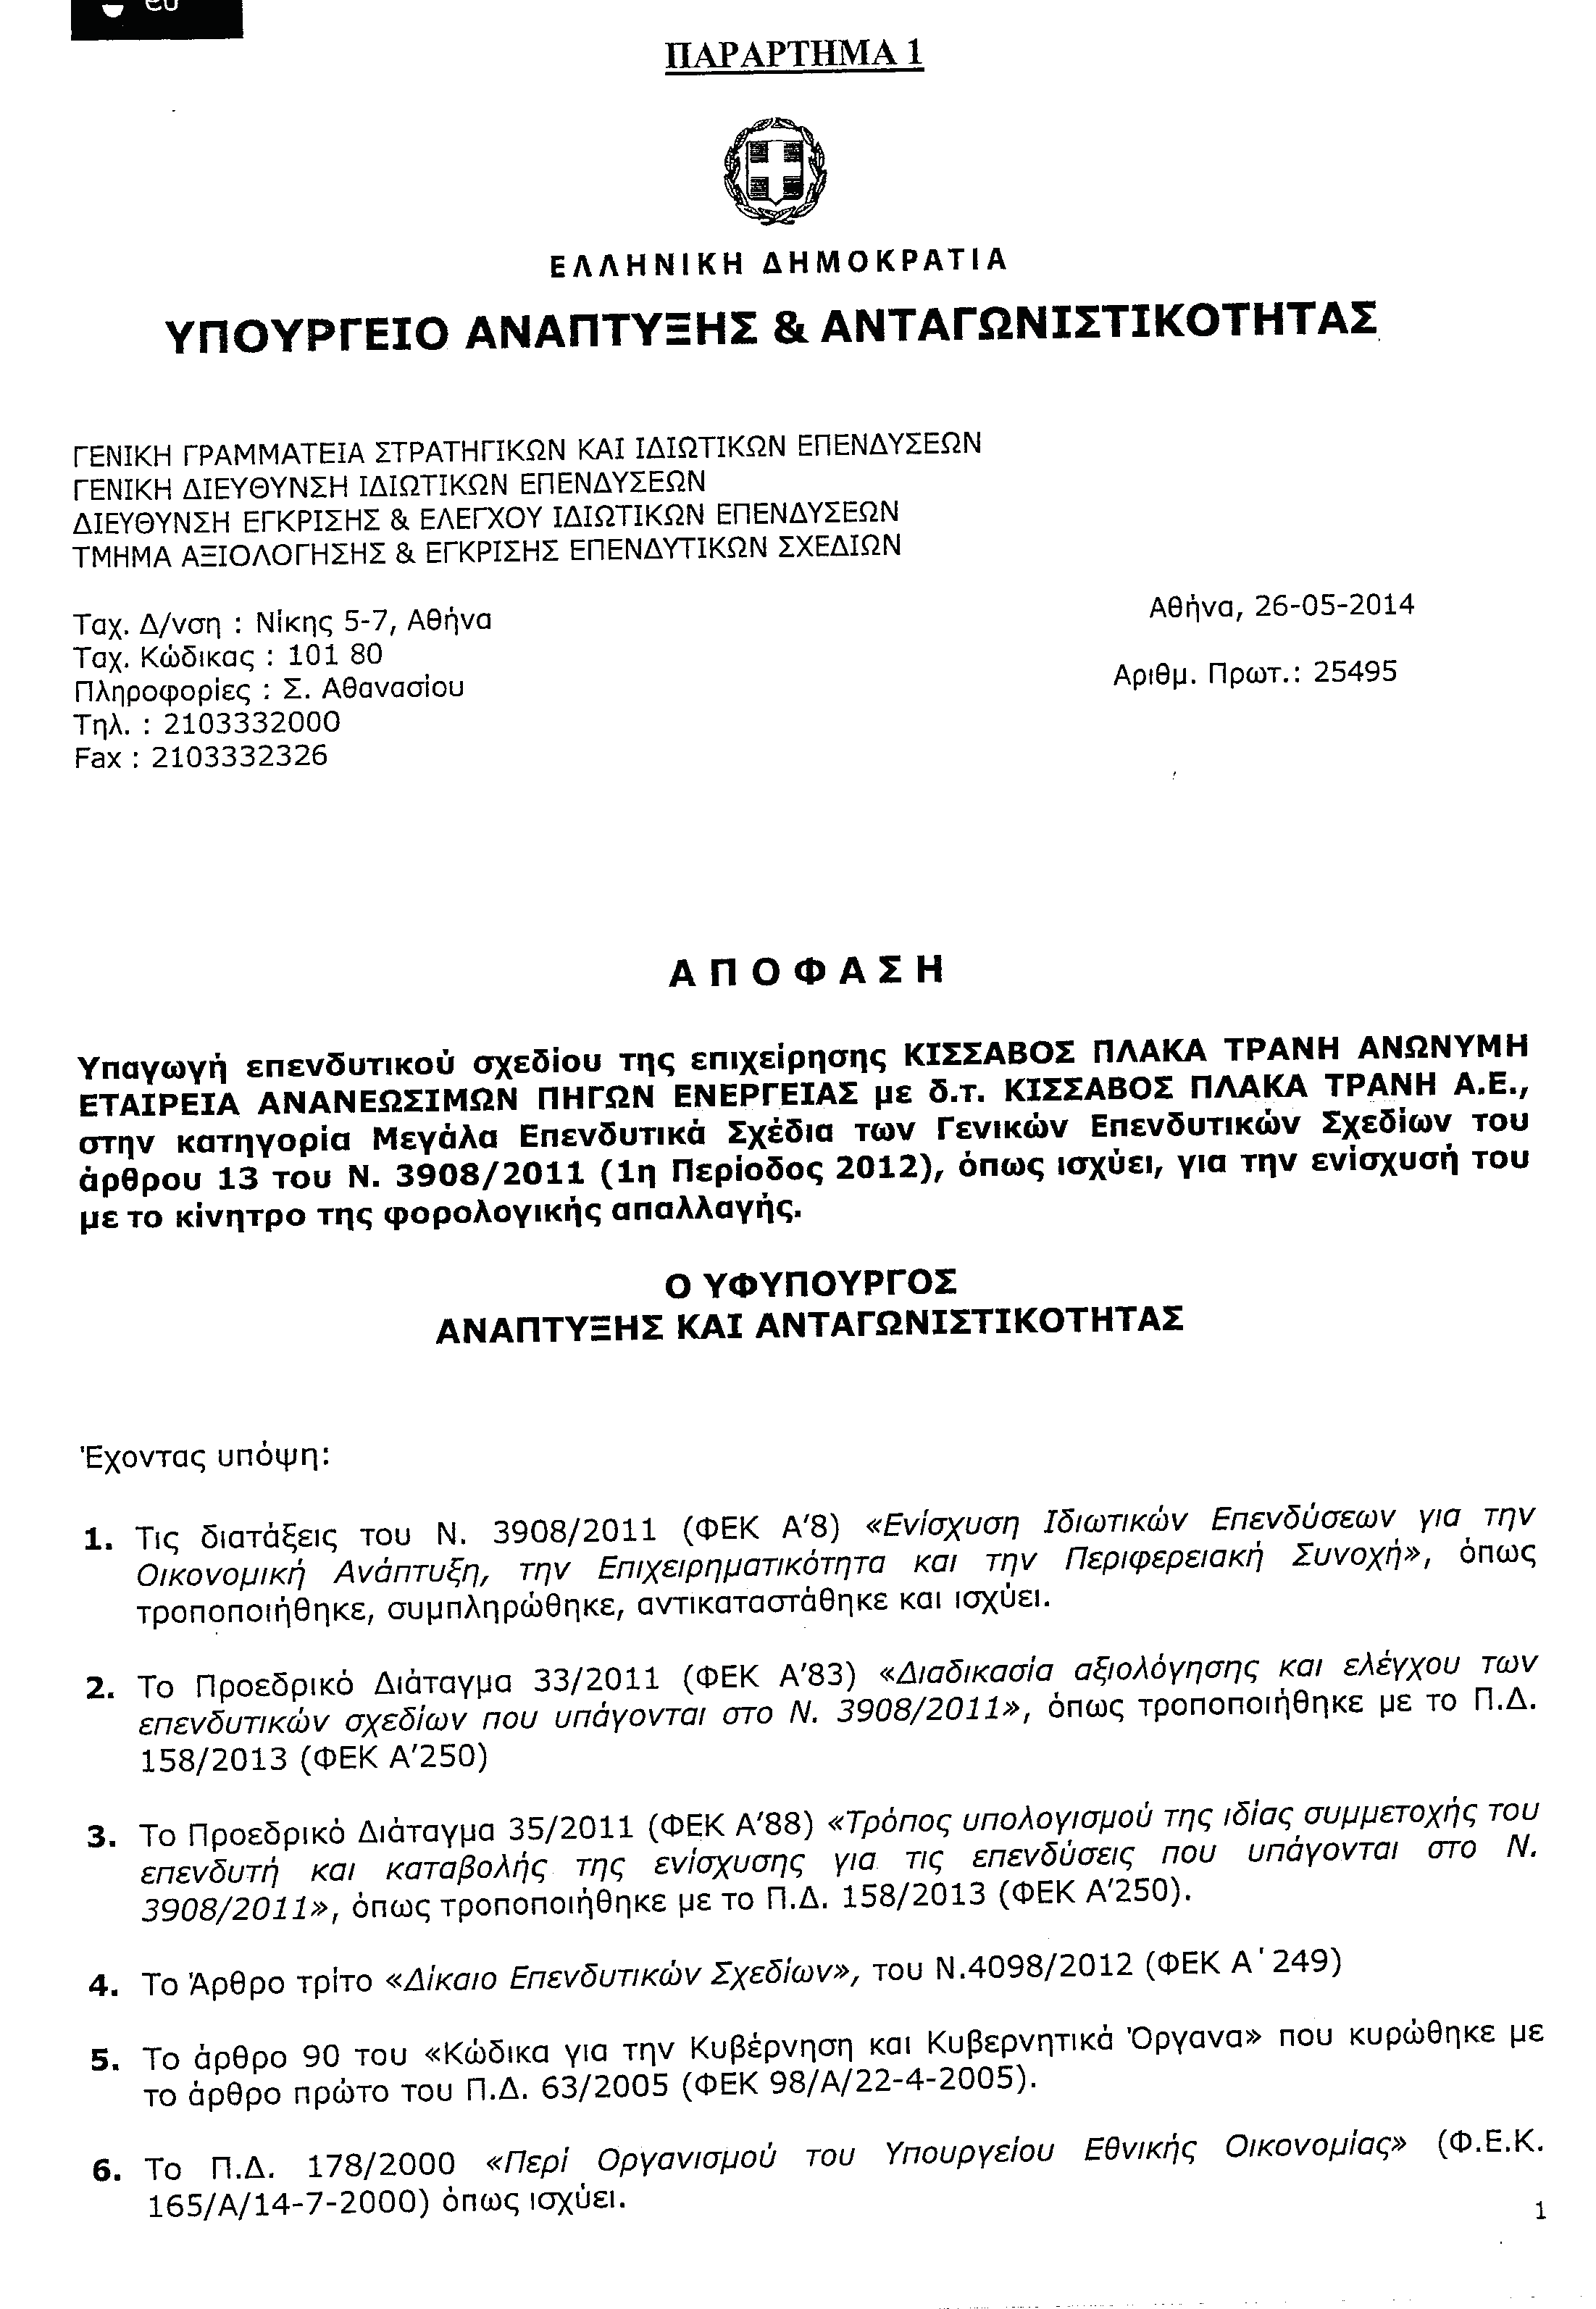 eu
ΠΑΡΑΡΤΗΜΑ 1
ΕΛΛΗΝΙΚΗ ΔΗΜΟΚΡΑΤΙΑ
ΥΠΟΥΡΓΕΙΟ ΑΝΑΠΤΥΞΗΣ & ΑΝΤΑΓΩΝΙΣΤΙΚΟΤΗΤΑΣ
ΓΕΝΙΚΗ ΓΡΑΜΜΑΤΕΙΑ ΣΤΡΑΤΗΓΙΚΩΝ ΚΑΙ ΙΔΙΩΤΙΚΩΝ ΕΠΕΝΔΥΣΕΩΝ
ΓΕΝΙΚΗ ΔΙΕΥΘΥΝΣΗ ΙΔΙΩΤΙΚΩΝ ΕΠΕΝΔΥΣΕΩΝ
ΔΙΕΥΘΥΝΣΗ ΕΓΚΡΙΣΗΣ & ΕΛΕΓΧΟΥ ΙΔΙΩΤΙΚΩΝ ΕΠΕΝΔΥΣΕΩΝ
ΤΜΗΜΑ ΑΞΙΟΛΟΓΗΣΗΣ & ΕΓΚΡΙΣΗΣ ΕΠΕΝΔΥΤΙΚΩΝ ΣΧΕΔΙΩΝ
Ταχ. Δ/νση : Νίκης 5-7, Αθήνα
Ταχ. Κώδικας : 101 80
Πληροφορίες : Σ. Αθανασίου
Τηλ. : 2103332000
Fax : 2103332326
Αθήνα, 26-05-2014
Αριθμ. Πρωτ.: 25495
Α Π Ο Φ Α Σ Η
Υπαγωγή επενδυτικού σχεδίου της επιχείρησης ΚΙΣΣΑΒΟΣ ΠΛΑΚΑ ΤΡΑΝΗ ΑΝΩΝΥΜΗ
ΕΤΑΙΡΕΙΑ ΑΝΑΝΕΩΣΙΜΩΝ ΠΗΓΩΝ ΕΝΕΡΓΕΙΑΣ με δ.τ. ΚΙΣΣΑΒΟΣ ΠΛΑΚΑ ΤΡΑΝΗ Α.Ε.,
στην κατηγορία Μεγάλα Επενδυτικά Σχέδια των Γενικών Επενδυτικών Σχεδίων του
άρθρου 13 του Ν. 3908/2011 (1η Περίοδος 2012), όπως ισχύει, για την ενίσχυσή του
με το κίνητρο της φορολογικής απαλλαγής.
Ο ΥΦΥΠΟΥΡΓΟΣ
ΑΝΑΠΤΥΞΗΣ ΚΑΙ ΑΝΤΑΓΩΝΙΣΤΙΚΟΤΗΤΑΣ
Έχοντας υπόψη:
1. Τις διατάξεις του Ν. 3908/2011 (ΦΕΚ Α'8) «Ενίσχυση Ιδιωτικών Επενδύσεων για την
Οικονομική Ανάπτυξη, την Επιχειρηματικότητα και την Περιφερειακή Συνοχή», όπως
τροποποιήθηκε, συμπληρώθηκε, αντικαταστάθηκε και ισχύει.
2. Το Προεδρικό Διάταγμα 33/2011 (ΦΕΚ Α'83) «Διαδικασία αξιολόγησης και ελέγχου των
επενδυτικών σχεδίων που υπάγονται στο Ν. 3908/2011», όπως τροποποιήθηκε με το Π.Δ.
158/2013 (ΦΕΚ Α'250)
3. Το Προεδρικό Διάταγμα 35/2011 (ΦΕΚ Α'88) «Τρόπος υπολογισμού της ιδίας συμμετοχής του
επενδυτή και καταβολής της ενίσχυσης για τις επενδύσεις που υπάγονται στο Ν.
3908/2011», όπως τροποποιήθηκε με το Π.Δ. 158/2013 (ΦΕΚ Α'250).
4. Το Άρθρο τρίτο «Δίκαιο Επενδυτικών Σχεδίων», του Ν.4098/2012 (ΦΕΚ Α' 249)
5. Το άρθρο 90 του «Κώδικα για την Κυβέρνηση και Κυβερνητικά Όργανα» που κυρώθηκε με
το άρθρο πρώτο του Π.Δ. 63/2005 (ΦΕΚ 98/Α/22-4-2005).
6. Το Π.Δ. 178/2000 «Περί Οργανισμού του Υπουργείου Εθνικής Οικονομίας» (Φ.Ε.Κ.
165/Α/14-7-2000) όπως ισχύει.
1